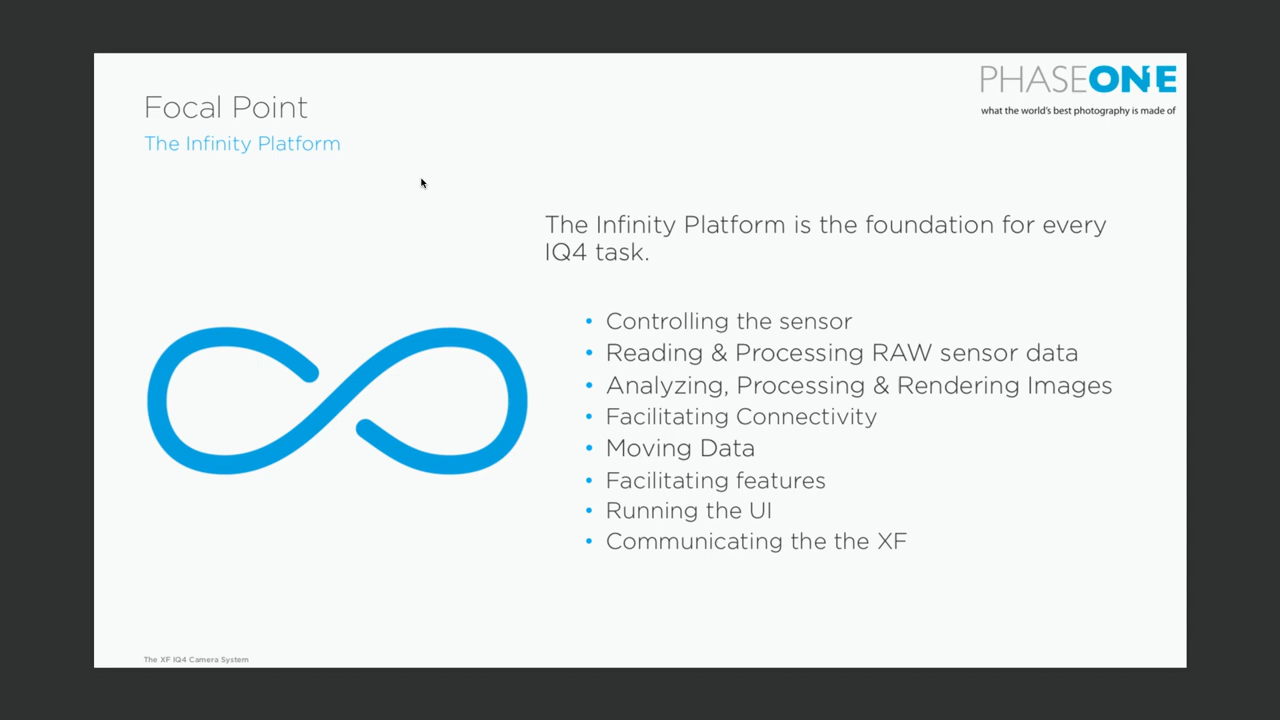 PHASEONE
what the world's best photography is made of
Focal Point
The Infinity Platform
The Infinity Platform is the foundation for every
IQ4 task.
• Controlling the sensor
• Reading & Processing RAW sensor data
• Analyzing, Processing & Rendering Images
• Facilitating Connectivity
• Moving Data
• Facilitating features
• Running the UI
• Communicating the the XF
The XF IQ4 Camera System